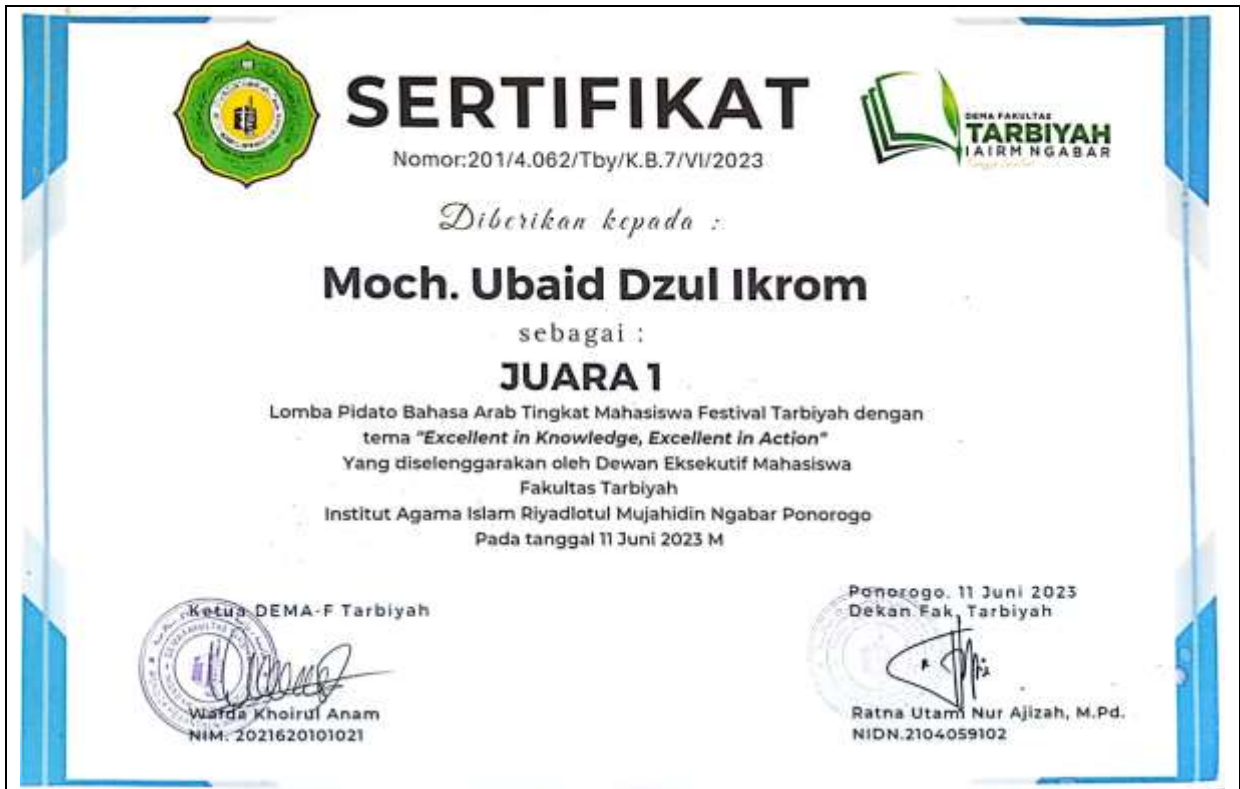 SERTIFIKAT
Nomor:201/4.062/Tby/K.B.7/VI/2023
DEMA FAKULTAS
TARBIYAH
IAIRM NGABAR
Diberikan kepada :
Moch. Ubaid Dzul Ikrom
sebagai :
JUARA 1
Lomba Pidato Bahasa Arab Tingkat Mahasiswa Festival Tarbiyah dengan
tema "Excellent in Knowledge, Excellent in Action"
Yang diselenggarakan oleh Dewan Eksekutif Mahasiswa
Fakultas Tarbiyah
Institut Agama Islam Riyadlotul Mujahidin Ngabar Ponorogo
Pada tanggal 11 Juni 2023 M
Ketua DEMA-F Tarbiyah
Warda Khoirul Anam
NIM. 2021620101021
Ponorogo, 11 Juni 2023
Dekan Fak, Tarbiyah
Ratna Utami Nur Ajizah, M.Pd.
NIDN.2104059102